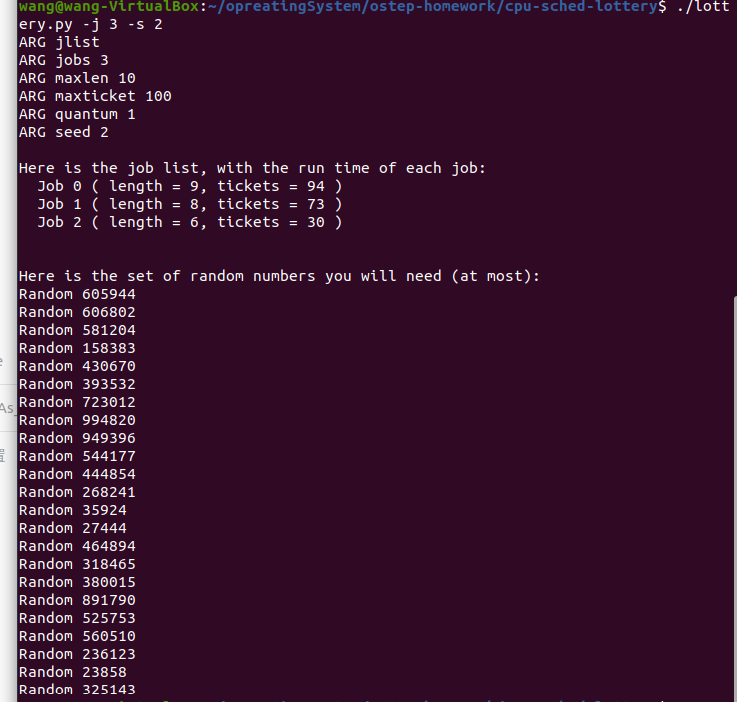 wang@wang-VirtualBox:~/opreatingSystem/ostep-homework/cpu-sched-lottery$ ./lott
ery.py -j 3 -s 2
ARG jlist
ARG jobs 3
ARG maxlen 10
ARG maxticket 100
ARG quantum 1
ARG seed 2

Here is the job list, with the run time of each job:
  Job 0 ( length = 9, tickets = 94 )
  Job 1 ( length = 8, tickets = 73 )
  Job 2 ( length = 6, tickets = 30 )


Here is the set of random numbers you will need (at most):
Random 605944
Random 606802
Random 581204
Random 158383
Random 430670
Random 393532
Random 723012
Random 994820
Random 949396
Random 544177
Random 444854
Random 268241
Random 35924
Random 27444
Random 464894
Random 318465
Random 380015
Random 891790
Random 525753
Random 560510
Random 236123
Random 23858
Random 325143